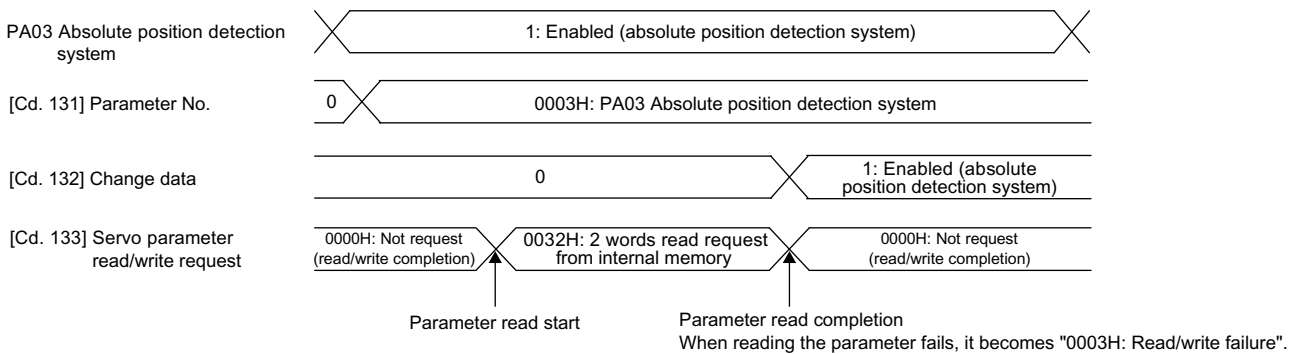 PA03 Absolute position detection
system
1: Enabled (absolute position detection system)
[Cd. 131] Parameter No.
0
0003H: PA03 Absolute position detection system
[Cd. 132] Change data
0
1: Enabled (absolute
position detection system)
[Cd. 133] Servo parameter
read/write request
0000H: Not request
(read/write completion)
0032H: 2 words read request
from internal memory
0000H: Not request
(read/write completion)
Parameter read start
Parameter read completion
When reading the parameter fails, it becomes "0003H: Read/write failure".